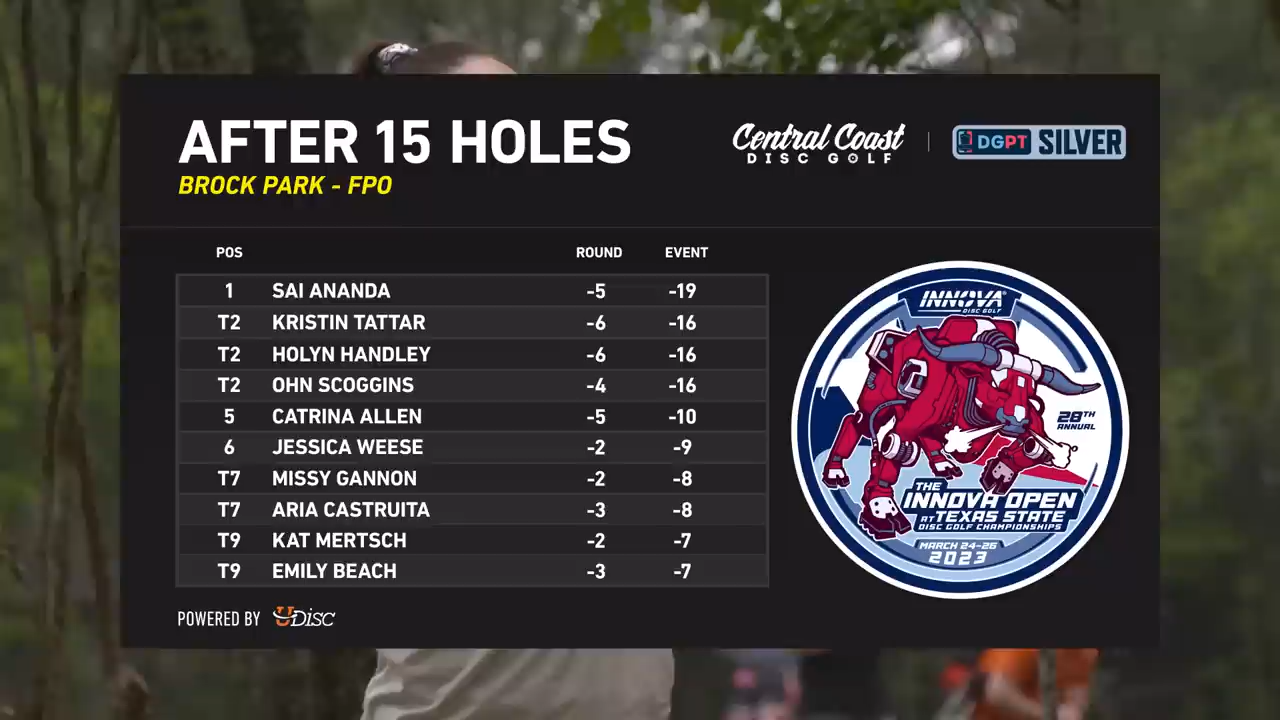 AFTER 15 HOLES
BROCK PARK - FPO
Central Coast
DISC GOLF
DGPT SILVER
POS ROUND EVENT
1 SAI ANANDA -5 -19
T2 KRISTIN TATTAR -6 -16
T2 HOLYN HANDLEY -6 -16
T2 OHN SCOGGINS -4 -16
5 CATRINA ALLEN -5 -10
6 JESSICA WEESE -2 -9
T7 MISSY GANNON -2 -8
T7 ARIA CASTRUITA -3 -8
T9 KAT MERTSCH -2 -7
T9 EMILY BEACH -3 -7
POWERED BY UDisc
INNOVA®
DISC GOLF
28TH
ANNUAL
THE
INNOVA OPEN
AT TEXAS STATE
DISC GOLF CHAMPIONSHIPS
MARCH 24-26
2023